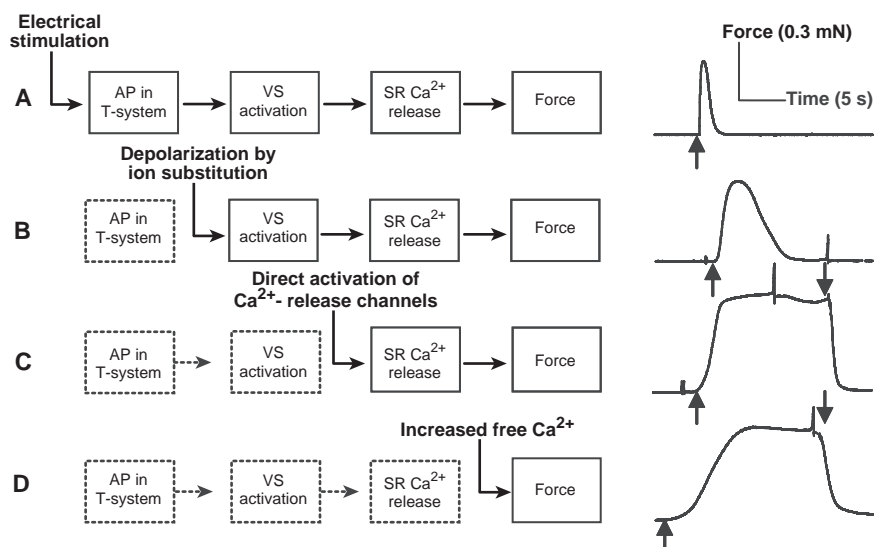 Electrical
stimulation
Force (0.3 mN)
Time (5 s)
A
AP in
T-system
VS
activation
SR Ca2+
release
Force
Depolarization by
ion substitution
B
AP in
T-system
VS
activation
SR Ca2+
release
Force
Direct activation of
Ca2+- release channels
C
AP in
T-system
VS
activation
SR Ca2+
release
Force
Increased free Ca2+
D
AP in
T-system
VS
activation
SR Ca2+
release
Force